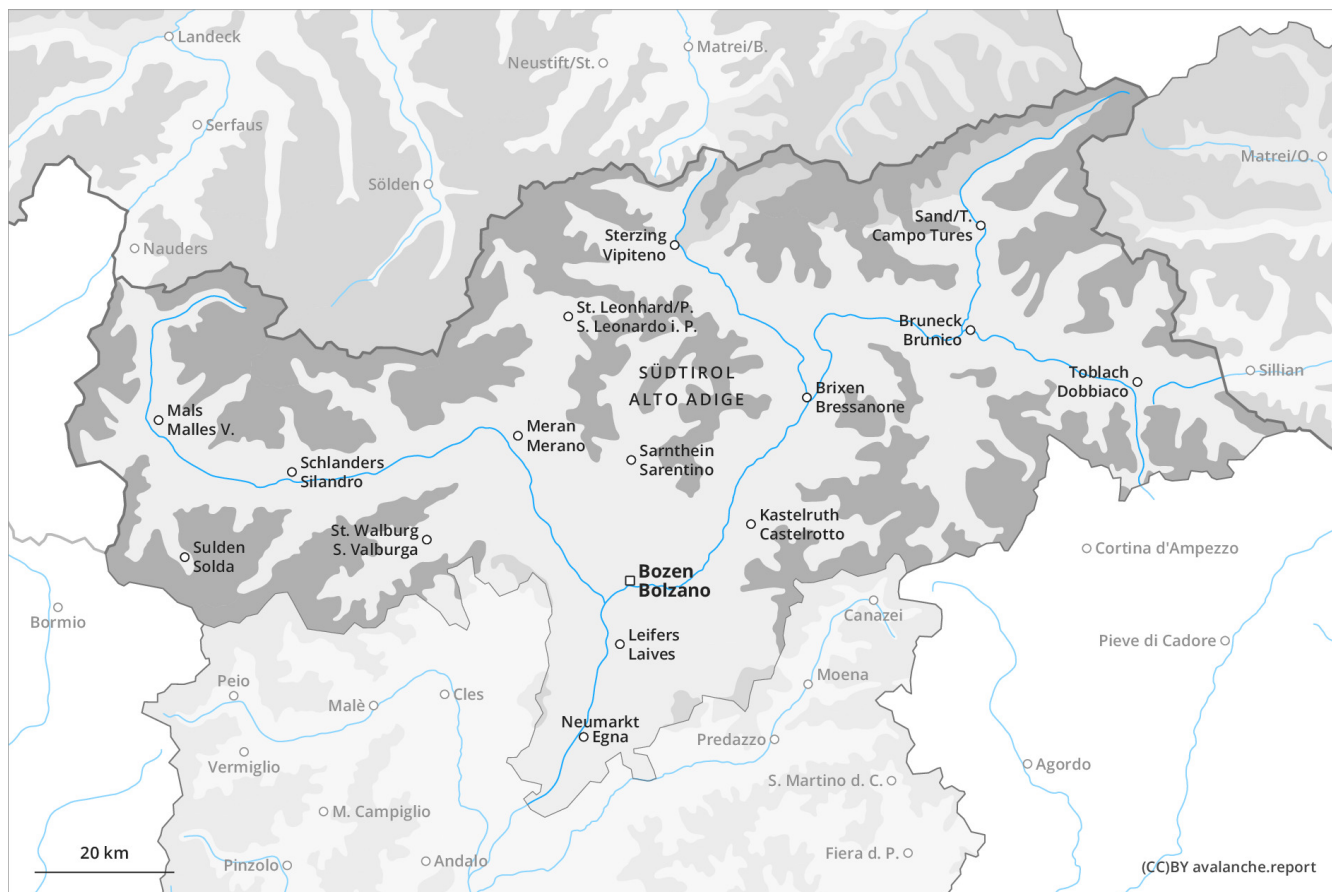 Landeck
Matrei/B.
Neustift/St.
Serfaus
Matrei/O.
Sölden
Nauders
Sand/T.
Campo Tures
Sterzing
Vipiteno
St. Leonhard/P.
S. Leonardo i. P.
Bruneck
Brunico
SÜDTIROL
ALTO ADIGE
Toblach
Dobbiaco
Sillian
Brixen
Bressanone
Mals
Malles V.
Meran
Merano
Sarnthein
Sarentino
Schlanders
Silandro
Kastelruth
Castelrotto
St. Walburg
S. Valburga
Sulden
Solda
Cortina d'Ampezzo
Bozen
Bolzano
Bormio
Canazei
Leifers
Laives
Pieve di Cadore
Peio
Moena
Malè
Cles
Neumarkt
Egna
Predazzo
Vermiglio
Agordo
S. Martino d. C.
M. Campiglio
20 km
Pinzolo
Andalo
Fiera d. P.
(CC)BY avalanche.report